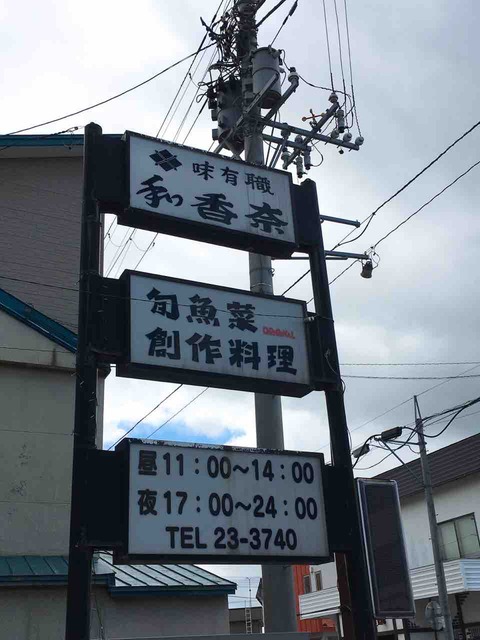 味有職
和香奈
旬魚菜
ORIGINAL
創作料理
昼11:00～14:00
夜17:00～24:00
TEL 23-3740